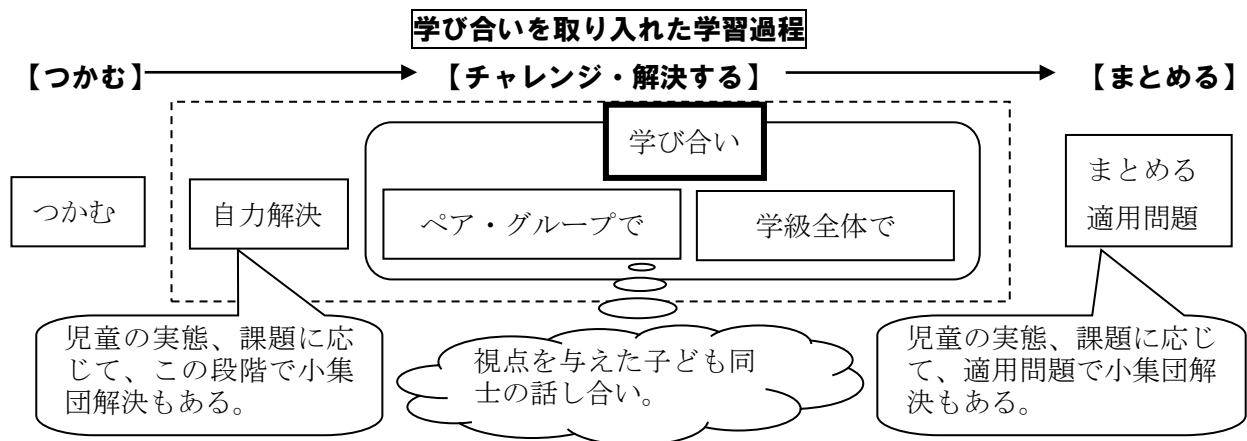 学び合いを取り入れた学習過程
【つかむ】
【チャレンジ・解決する】
【まとめる】
学び合い
つかむ
自力解決
ペア・グループで
学級全体で
まとめる
適用問題
児童の実態、課題に応
じて、この段階で小集
団解決もある。
視点を与えた子ども同
士の話し合い。
児童の実態、課題に応じ
て、適用問題で小集団解
決もある。